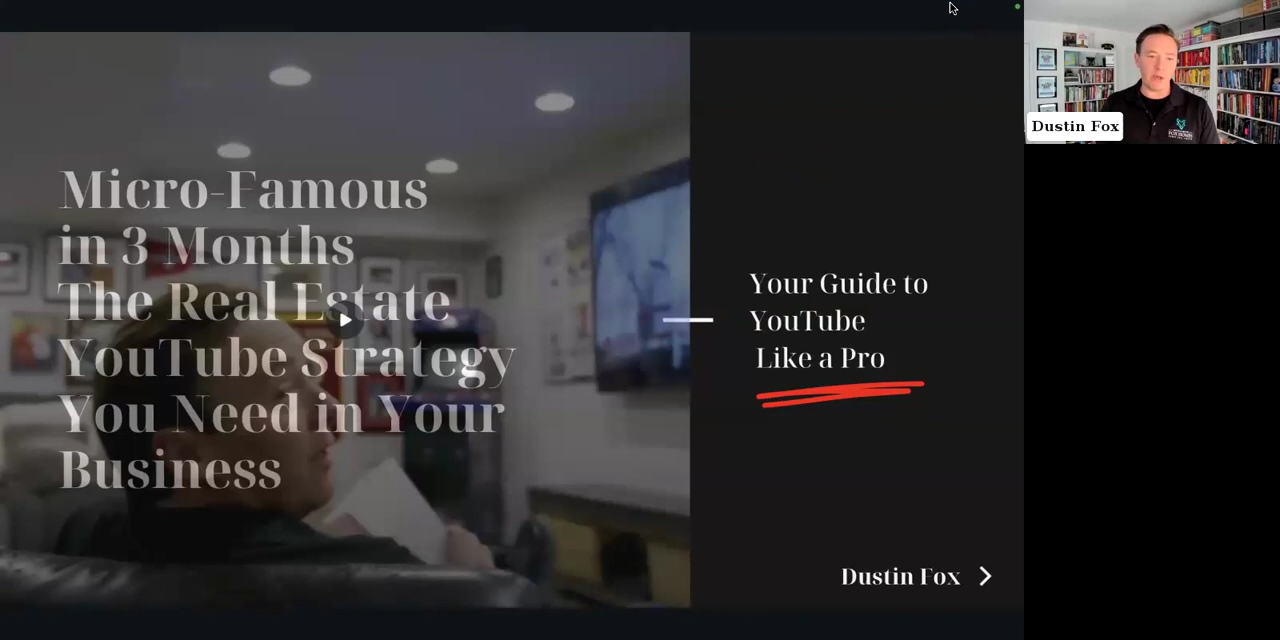 Micro-Famous
in 3 Months
The Real Estate
YouTube Strategy
You Need in Your
Business
Your Guide to
YouTube
Like a Pro
Dustin Fox
Dustin Fox